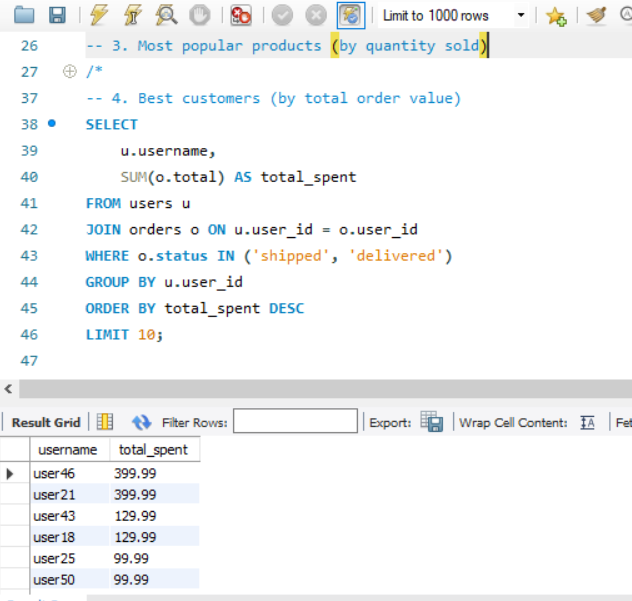 Limit to 1000 rows
26 -- 3. Most popular products (by quantity sold)
27 /*
37 -- 4. Best customers (by total order value)
38 SELECT
39 u.username,
40 SUM(o.total) AS total_spent
41 FROM users u
42 JOIN orders o ON u.user_id = o.user_id
43 WHERE o.status IN ('shipped', 'delivered')
44 GROUP BY u.user_id
45 ORDER BY total_spent DESC
46 LIMIT 10;
47
Result Grid Filter Rows: Export: Wrap Cell Content: Fet
username total_spent
user46 399.99
user21 399.99
user43 129.99
user18 129.99
user25 99.99
user50 99.99